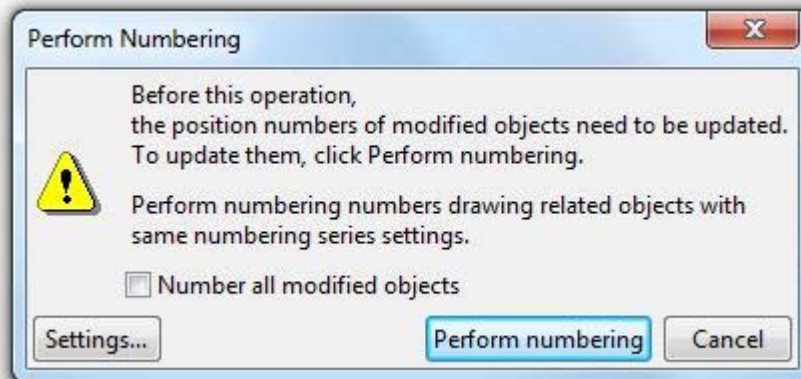 Perform Numbering
Before this operation,
the position numbers of modified objects need to be updated.
To update them, click Perform numbering.
Perform numbering numbers drawing related objects with
same numbering series settings.
Number all modified objects
Settings... Perform numbering Cancel